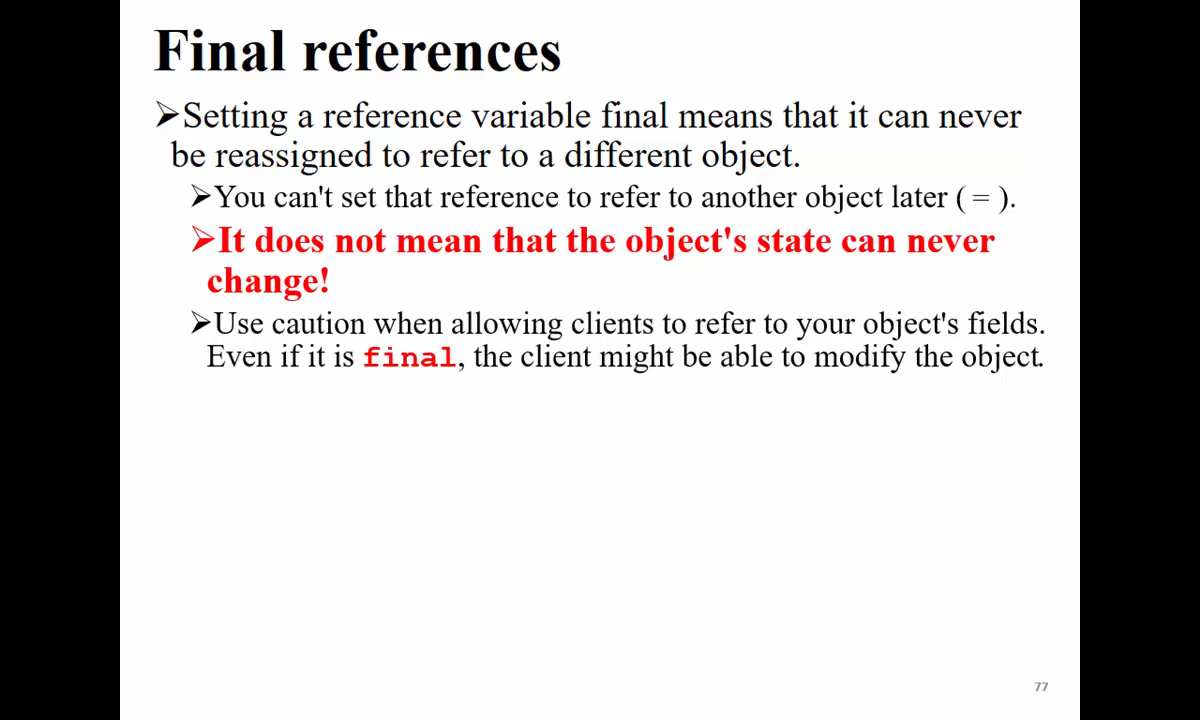 Final references
➢Setting a reference variable final means that it can never
be reassigned to refer to a different object.
➢You can't set that reference to refer to another object later ( = ).
➢It does not mean that the object's state can never
change!
➢Use caution when allowing clients to refer to your object's fields.
Even if it is final, the client might be able to modify the object.
77